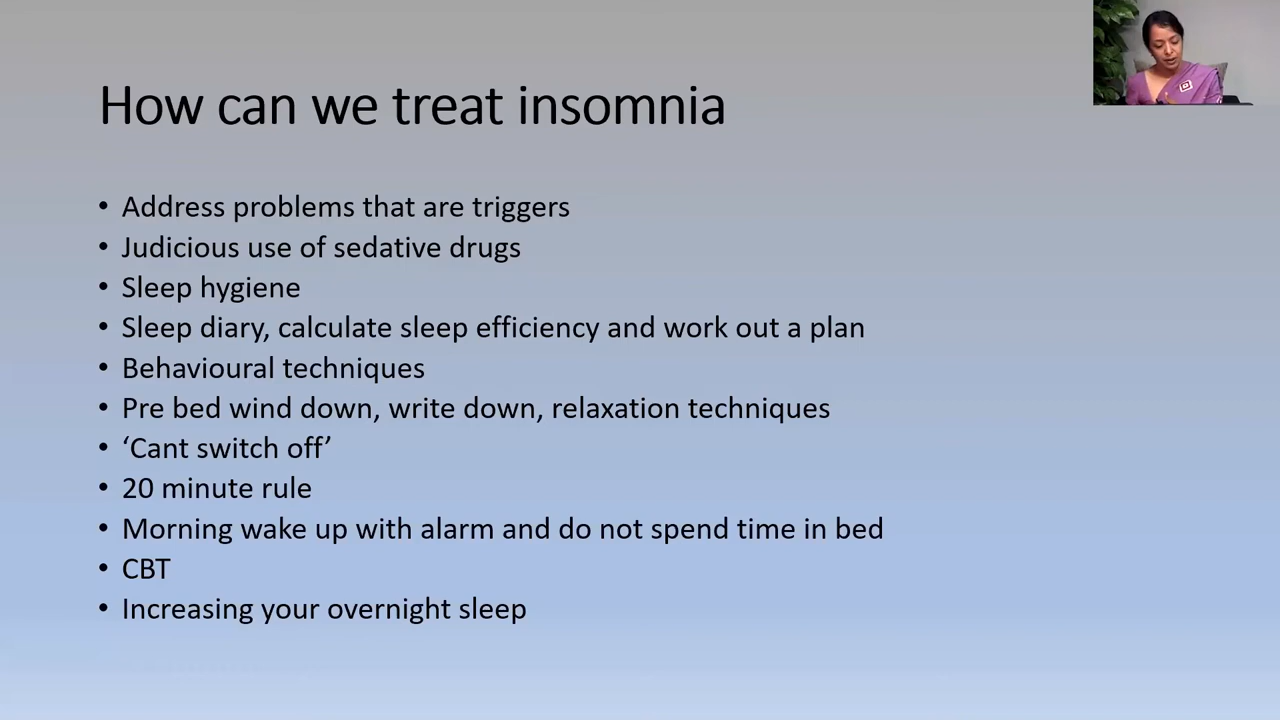 How can we treat insomnia
• Address problems that are triggers
• Judicious use of sedative drugs
• Sleep hygiene
• Sleep diary, calculate sleep efficiency and work out a plan
• Behavioural techniques
• Pre bed wind down, write down, relaxation techniques
• ‘Cant switch off’
• 20 minute rule
• Morning wake up with alarm and do not spend time in bed
• CBT
• Increasing your overnight sleep